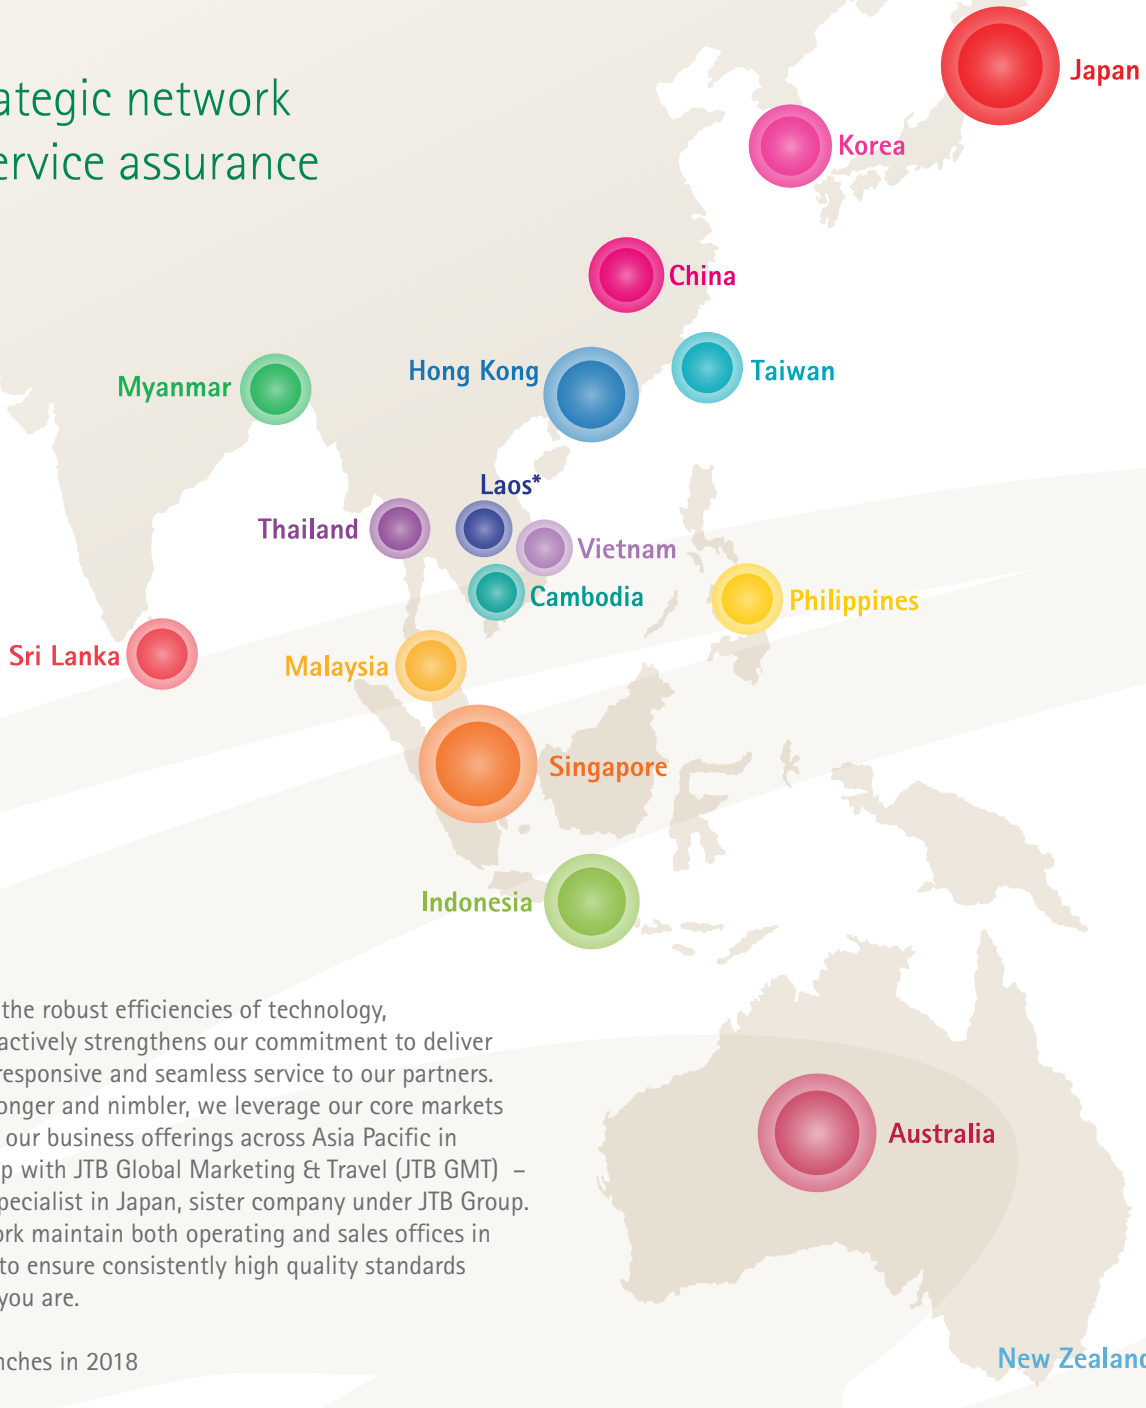 ategic network
ervice assurance
Japan
Korea
China
Hong Kong
Taiwan
Myanmar
Laos*
Thailand
Vietnam
Cambodia
Philippines
Sri Lanka
Malaysia
Singapore
Indonesia
the robust efficiencies of technology,
actively strengthens our commitment to deliver
responsive and seamless service to our partners.
onger and nimbler, we leverage our core markets
our business offerings across Asia Pacific in
p with JTB Global Marketing & Travel (JTB GMT) –
pecialist in Japan, sister company under JTB Group.
ork maintain both operating and sales offices in
to ensure consistently high quality standards
you are.
Australia
New Zealand
nches in 2018